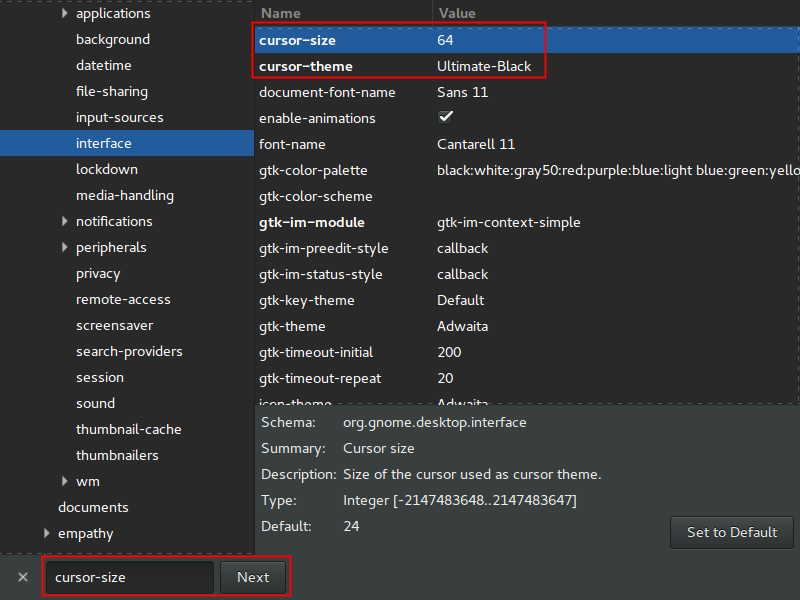 applications
background
datetime
file-sharing
input-sources
interface
lockdown
media-handling
notifications
peripherals
privacy
remote-access
screensaver
search-providers
session
sound
thumbnail-cache
thumbnailers
wm
documents
empathy
Name Value
cursor-size 64
cursor-theme Ultimate-Black
document-font-name Sans 11
enable-animations
font-name Cantarell 11
gtk-color-palette black:white:gray50:red:purple:blue:light blue:green:yello
gtk-color-scheme
gtk-im-module gtk-im-context-simple
gtk-im-preedit-style callback
gtk-im-status-style callback
gtk-key-theme Default
gtk-theme Adwaita
gtk-timeout-initial 200
gtk-timeout-repeat 20
icon-theme Adwaita
Schema: org.gnome.desktop.interface
Summary: Cursor size
Description: Size of the cursor used as cursor theme.
Type: Integer [-2147483648..2147483647]
Default: 24
Set to Default
cursor-size Next